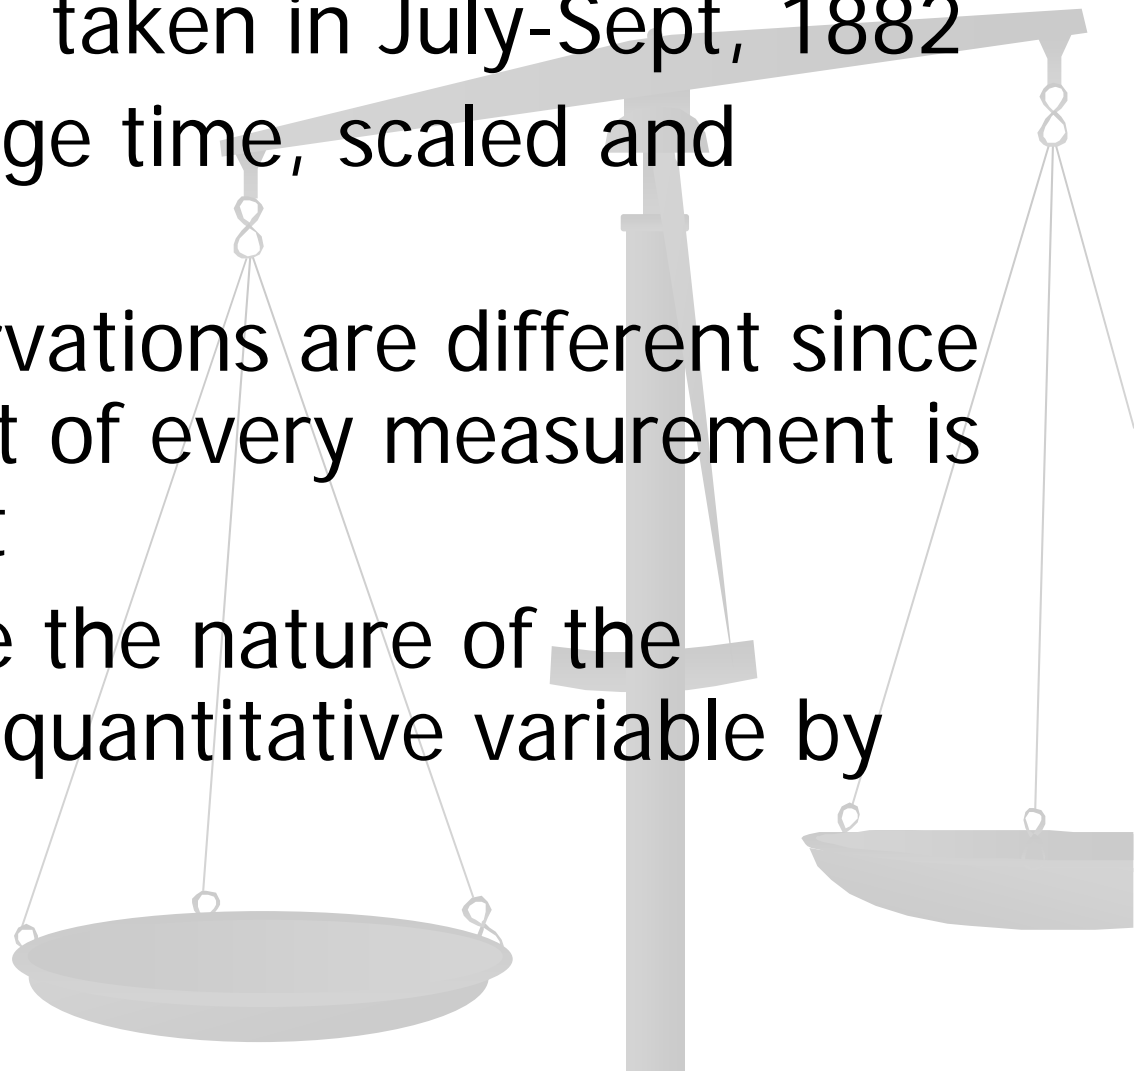 taken in July-Sept, 1882
ge time, scaled and
vations are different since
t of every measurement is
t
e the nature of the
quantitative variable by